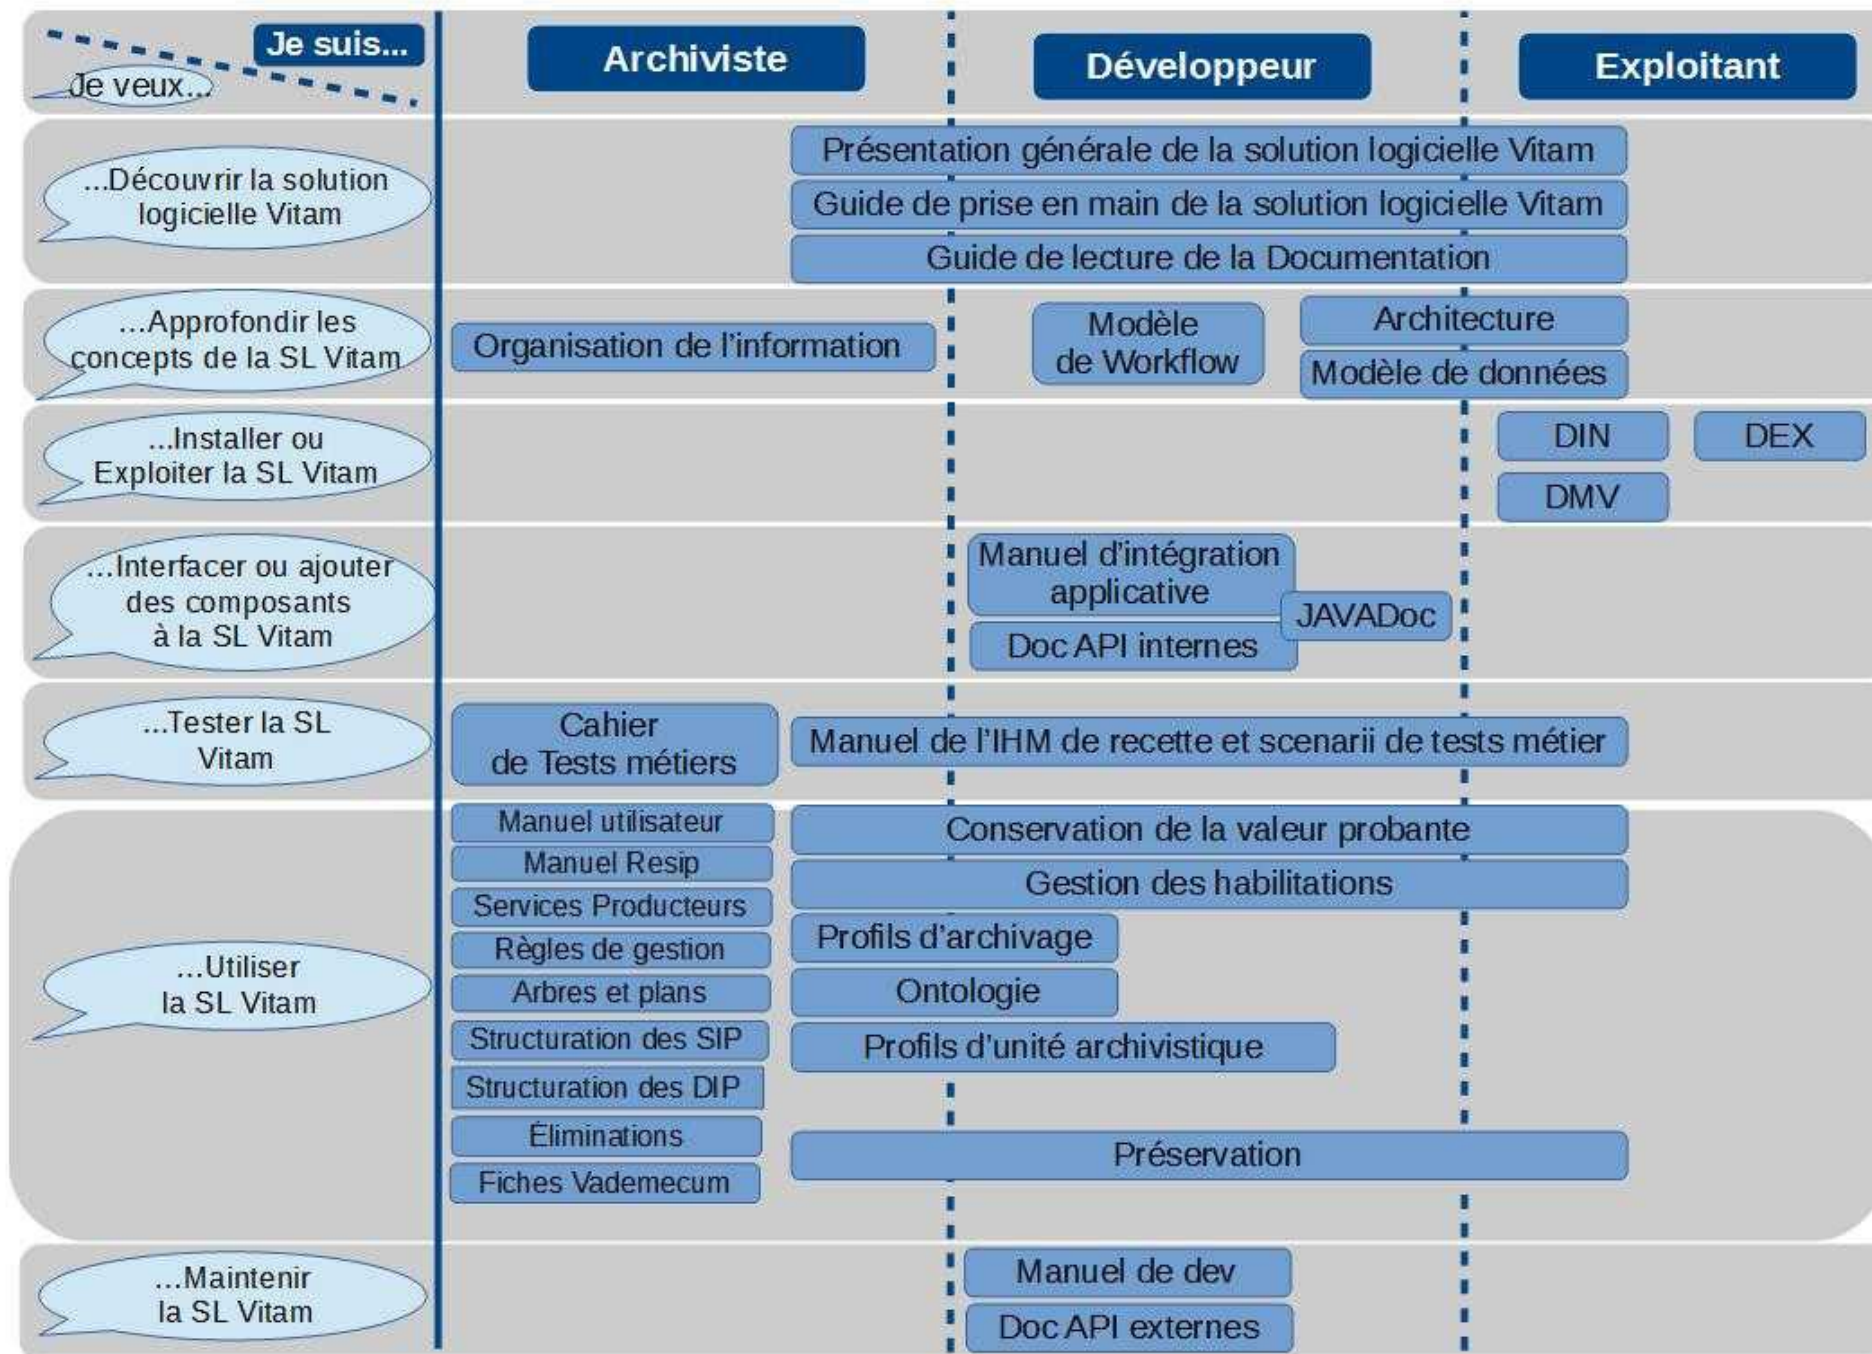 Je suis...
Je veux...
Archiviste
Développeur
Exploitant
...Découvrir la solution
logicielle Vitam
Présentation générale de la solution logicielle Vitam
Guide de prise en main de la solution logicielle Vitam
Guide de lecture de la Documentation
...Approfondir les
concepts de la SL Vitam
Organisation de l'information
Modèle
de Workflow
Architecture
Modèle de données
...Installer ou
Exploiter la SL Vitam
DIN
DEX
DMV
...Interfacer ou ajouter
des composants
à la SL Vitam
Manuel d'intégration
applicative
JAVADoc
Doc API internes
...Tester la SL
Vitam
Cahier
de Tests métiers
Manuel de l'IHM de recette et scenarii de tests métier
...Utiliser
la SL Vitam
Manuel utilisateur
Manuel Resip
Services Producteurs
Règles de gestion
Arbres et plans
Structuration des SIP
Structuration des DIP
Éliminations
Fiches Vademecum
Conservation de la valeur probante
Gestion des habilitations
Profils d'archivage
Ontologie
Profils d'unité archivistique
Préservation
...Maintenir
la SL Vitam
Manuel de dev
Doc API externes